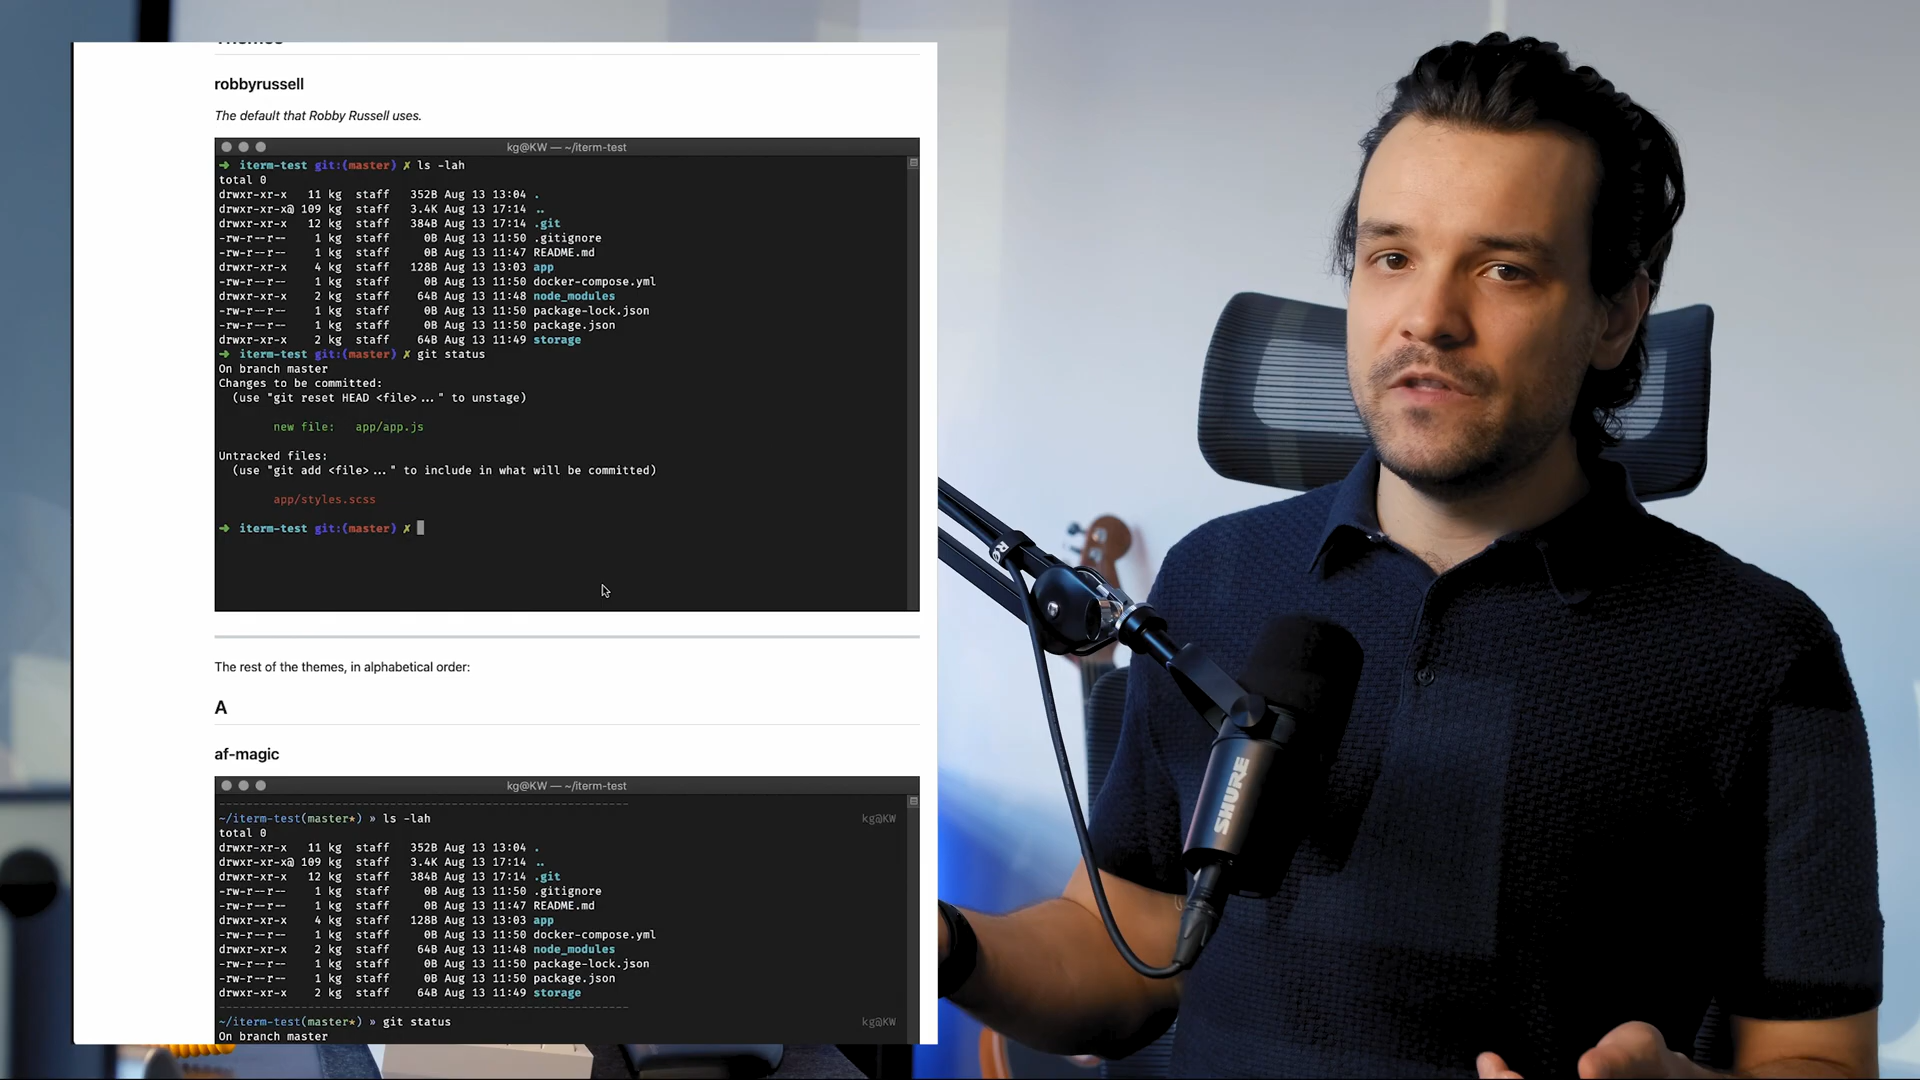 Themes
robbyrussell
The default that Robby Russell uses.
kg@KW — ~/iterm-test
➜ iterm-test git:(master) ✗ ls -lah
total 0
drwxr-xr-x 11 kg staff 352B Aug 13 13:04 .
drwxr-xr-x@ 109 kg staff 3.4K Aug 13 17:14 ..
drwxr-xr-x 12 kg staff 384B Aug 13 17:14 .git
-rw-r--r-- 1 kg staff 0B Aug 13 11:50 .gitignore
-rw-r--r-- 1 kg staff 0B Aug 13 11:47 README.md
drwxr-xr-x 4 kg staff 128B Aug 13 13:03 app
-rw-r--r-- 1 kg staff 0B Aug 13 11:50 docker-compose.yml
drwxr-xr-x 2 kg staff 64B Aug 13 11:48 node_modules
-rw-r--r-- 1 kg staff 0B Aug 13 11:50 package-lock.json
-rw-r--r-- 1 kg staff 0B Aug 13 11:50 package.json
drwxr-xr-x 2 kg staff 64B Aug 13 11:49 storage
➜ iterm-test git:(master) ✗ git status
On branch master
Changes to be committed:
(use "git reset HEAD <file>..." to unstage)
new file: app/app.js
Untracked files:
(use "git add <file>..." to include in what will be committed)
app/styles.scss
➜ iterm-test git:(master) ✗
The rest of the themes, in alphabetical order:
A
af-magic
kg@KW — ~/iterm-test
~/iterm-test(master*) » ls -lah kg@KW
total 0
drwxr-xr-x 11 kg staff 352B Aug 13 13:04 .
drwxr-xr-x@ 109 kg staff 3.4K Aug 13 17:14 ..
drwxr-xr-x 12 kg staff 384B Aug 13 17:14 .git
-rw-r--r-- 1 kg staff 0B Aug 13 11:50 .gitignore
-rw-r--r-- 1 kg staff 0B Aug 13 11:47 README.md
drwxr-xr-x 4 kg staff 128B Aug 13 13:03 app
-rw-r--r-- 1 kg staff 0B Aug 13 11:50 docker-compose.yml
drwxr-xr-x 2 kg staff 64B Aug 13 11:48 node_modules
-rw-r--r-- 1 kg staff 0B Aug 13 11:50 package-lock.json
-rw-r--r-- 1 kg staff 0B Aug 13 11:50 package.json
drwxr-xr-x 2 kg staff 64B Aug 13 11:49 storage
~/iterm-test(master*) » git status kg@KW
On branch master
SHURE